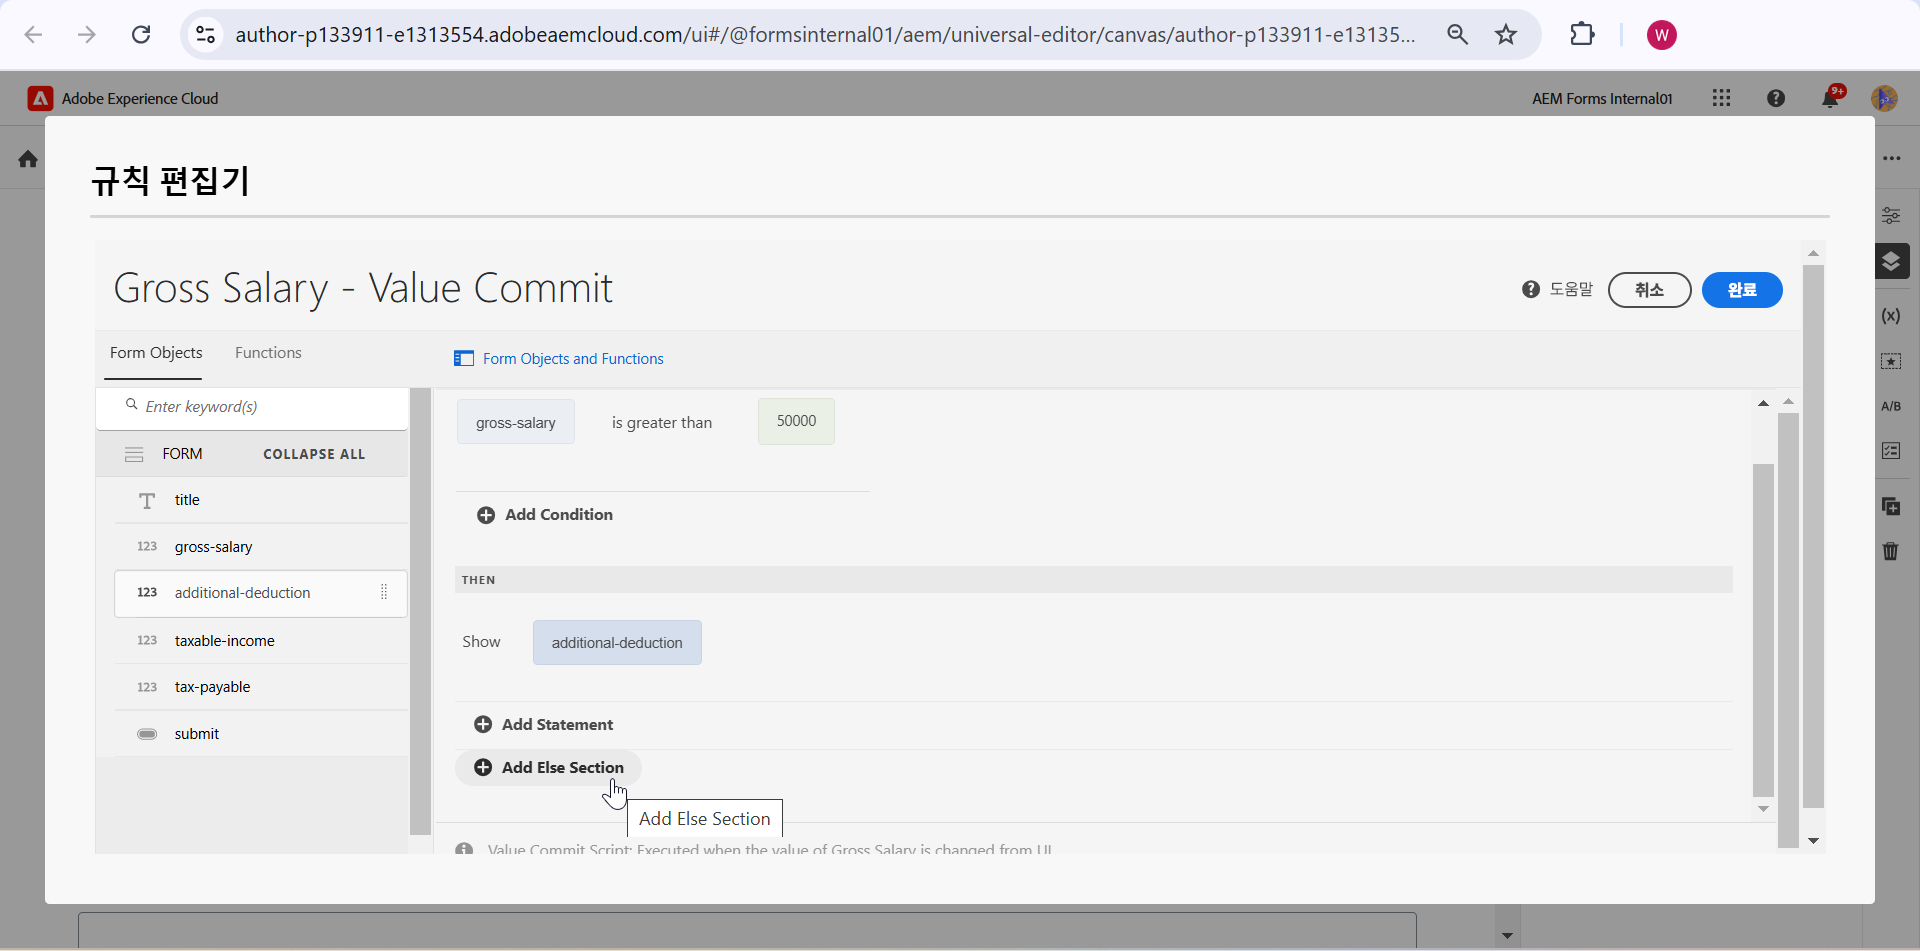 author-p133911-e1313554.adobeaemcloud.com/ui#/@formsinternal01/aem/universal-editor/canvas/author-p133911-e13135...
W
Adobe Experience Cloud
AEM Forms Internal01
9+
규칙 편집기
Gross Salary - Value Commit
도움말
취소
완료
Form Objects
Functions
Form Objects and Functions
Enter keyword(s)
FORM
COLLAPSE ALL
title
123 gross-salary
123 additional-deduction
123 taxable-income
123 tax-payable
submit
gross-salary
is greater than
50000
Add Condition
THEN
Show
additional-deduction
Add Statement
Add Else Section
Add Else Section
Value Commit Script: Executed when the value of Gross Salary is changed from UI
(x)
A/B